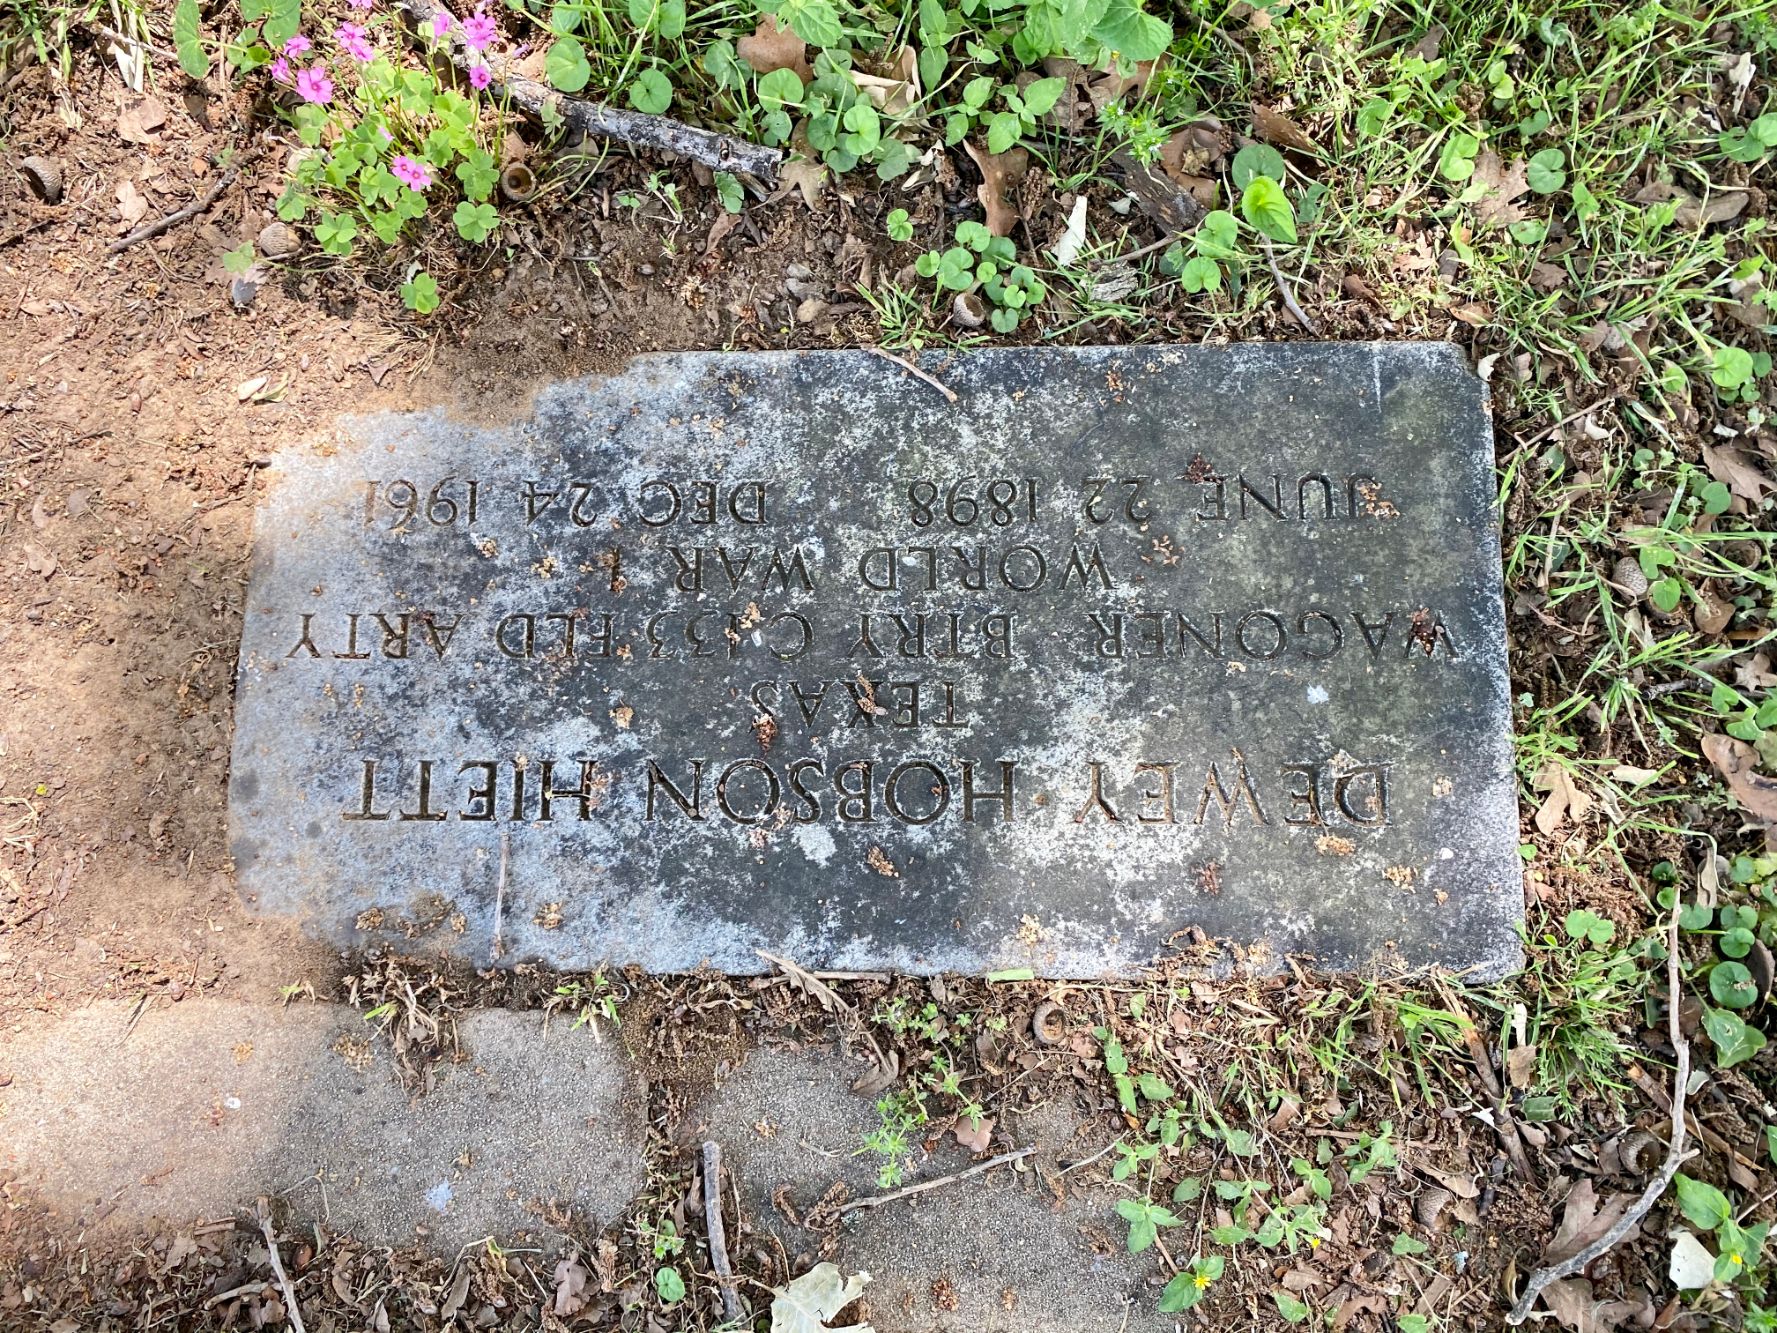 DEWEY HOBSON HIETT
TEXAS
WAGONER BTRY C 133 FLD ARTY
WORLD WAR I
JUNE 22 1898 DEC 24 1961